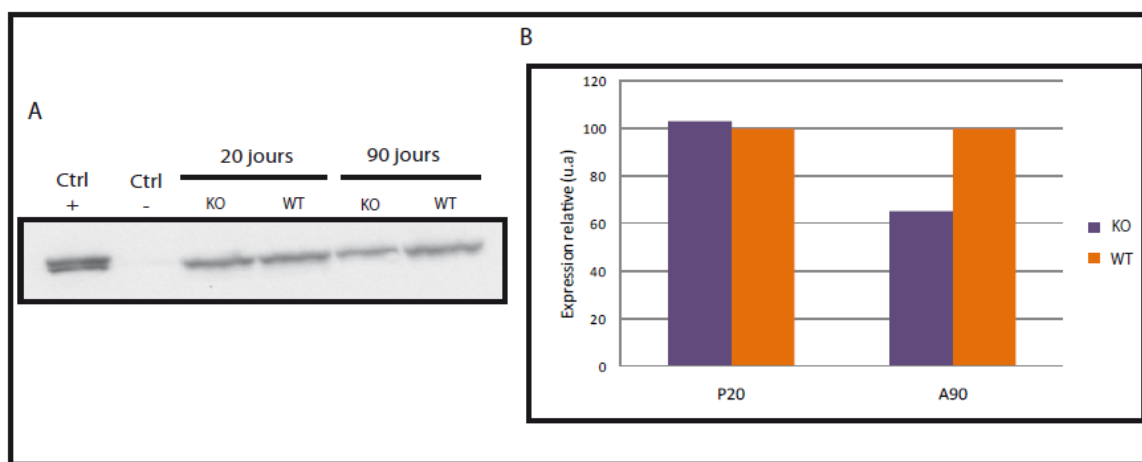 A
20 jours
90 jours
Ctrl
+
Ctrl
-
KO
WT
KO
WT
B
Expression relative (u.a)
120
100
80
60
40
20
0
P20
A90
KO
WT